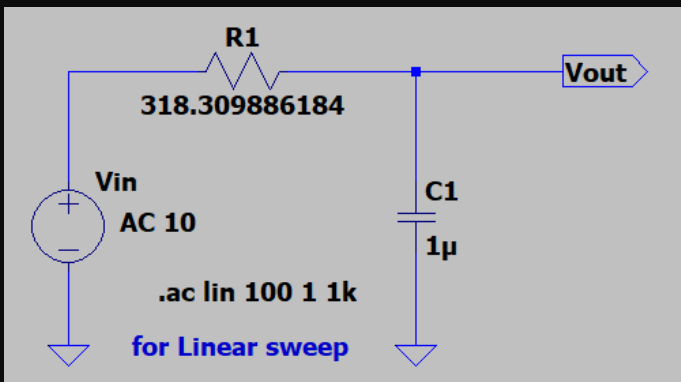 R1
318.309886184
Vout
Vin
AC 10
C1
1µ
.ac lin 100 1 1k
for Linear sweep